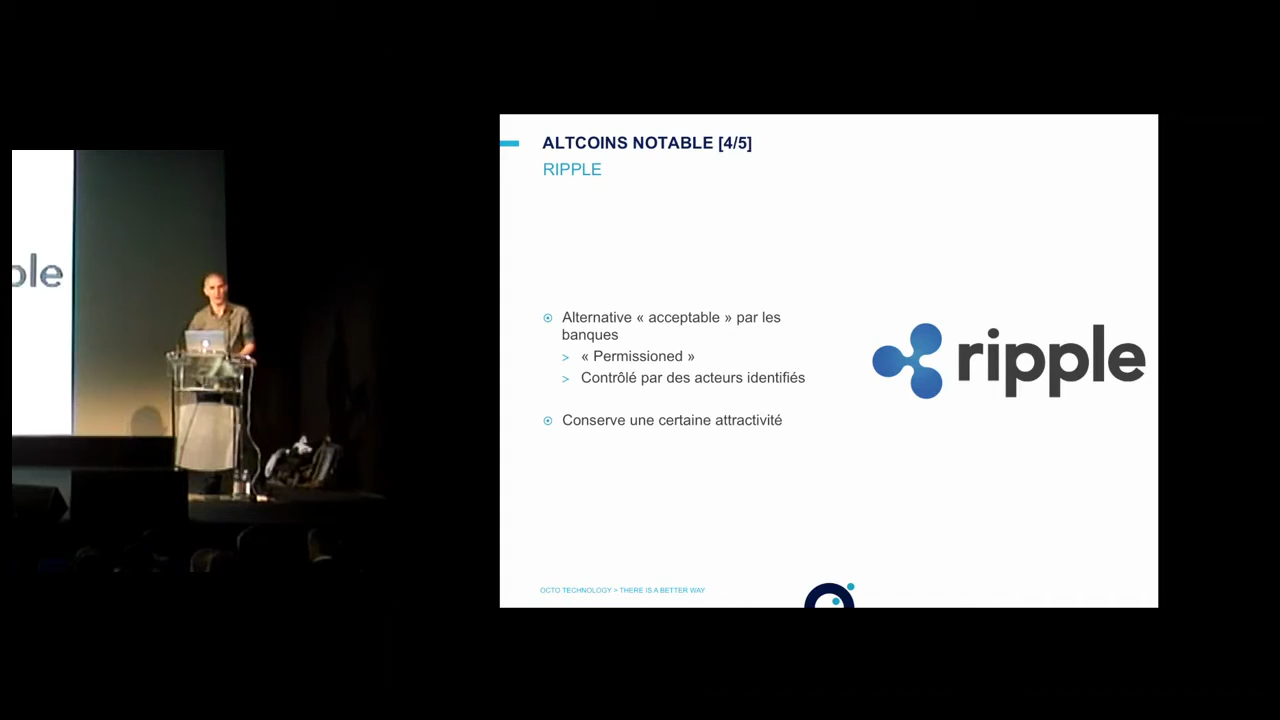 ple
ALTCOINS NOTABLE [4/5]
RIPPLE
Alternative « acceptable » par les
banques
> « Permissioned »
> Contrôlé par des acteurs identifiés
Conserve une certaine attractivité
ripple
OCTO TECHNOLOGY > THERE IS A BETTER WAY